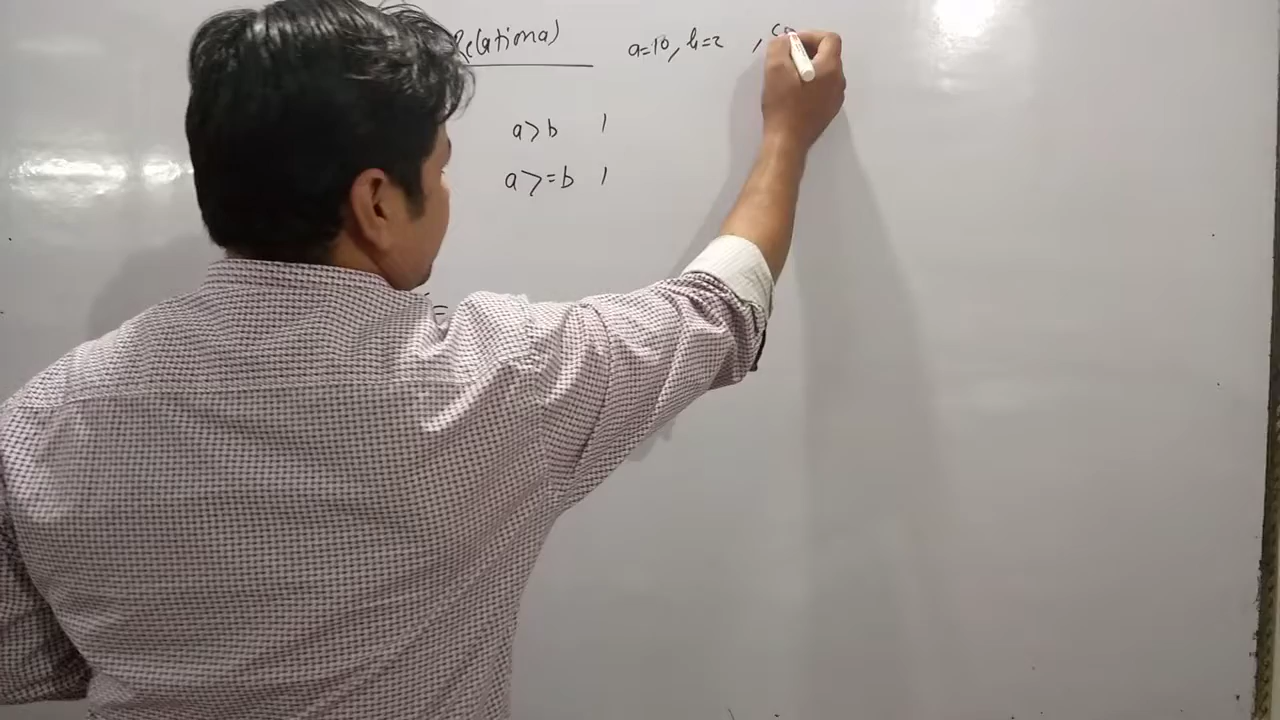 Relational a=10, b=2 ,
a>b 1
a>=b 1